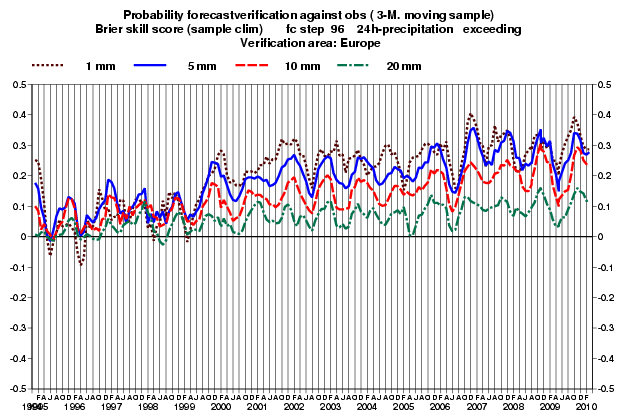 Probability forecastverification against obs ( 3-M. moving sample)
Brier skill score (sample clim) fc step 96 24h-precipitation exceeding
Verification area: Europe
1 mm 5 mm 10 mm 20 mm
0.5 0.5
0.4 0.4
0.3 0.3
0.2 0.2
0.1 0.1
0 0
-0.1 -0.1
-0.2 -0.2
-0.3 -0.3
-0.4 -0.4
-0.5 -0.5
1995 1996 1997 1998 1999 2000 2001 2002 2003 2004 2005 2006 2007 2008 2009 2010